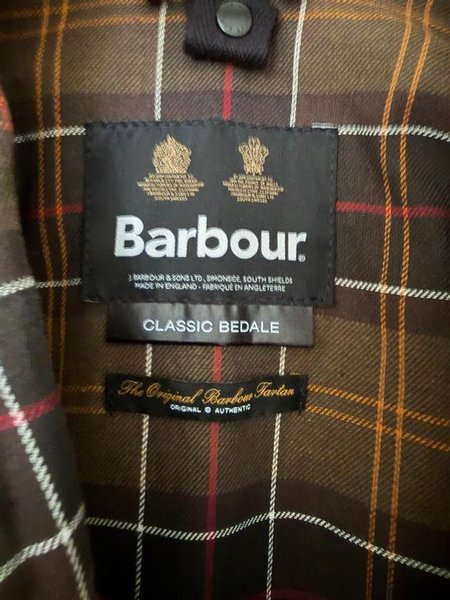 Barbour®
J. BARBOUR & SONS LTD., SIMONSIDE, SOUTH SHIELDS
MADE IN ENGLAND - FABRIQUÉ EN ANGLETERRE
CLASSIC BEDALE
The Original Barbour Tartan
ORIGINAL & AUTHENTIC